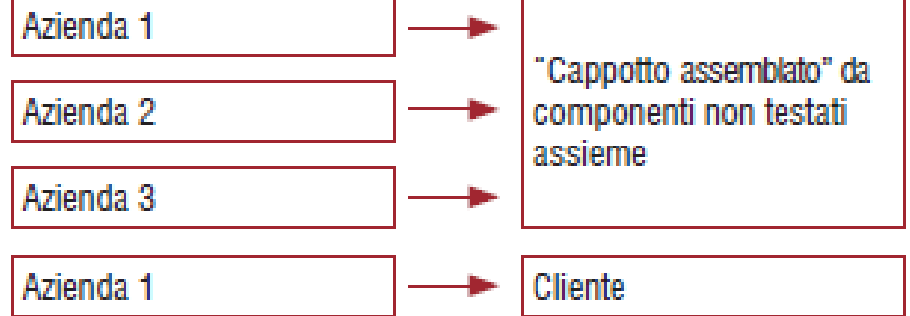 Azienda 1
Azienda 2
Azienda 3
Azienda 1
"Cappotto assemblato" da
componenti non testati
assieme
Cliente